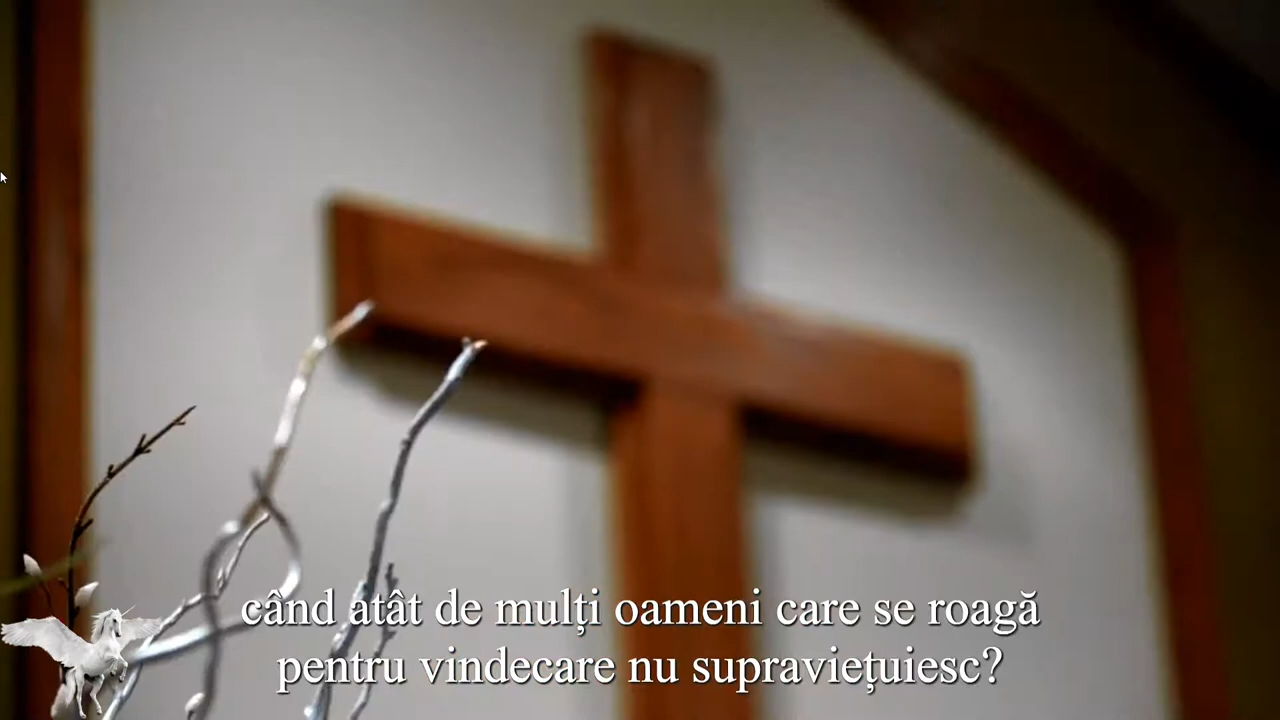 când atât de mulți oameni care se roagă
pentru vindecare nu supraviețuiesc?